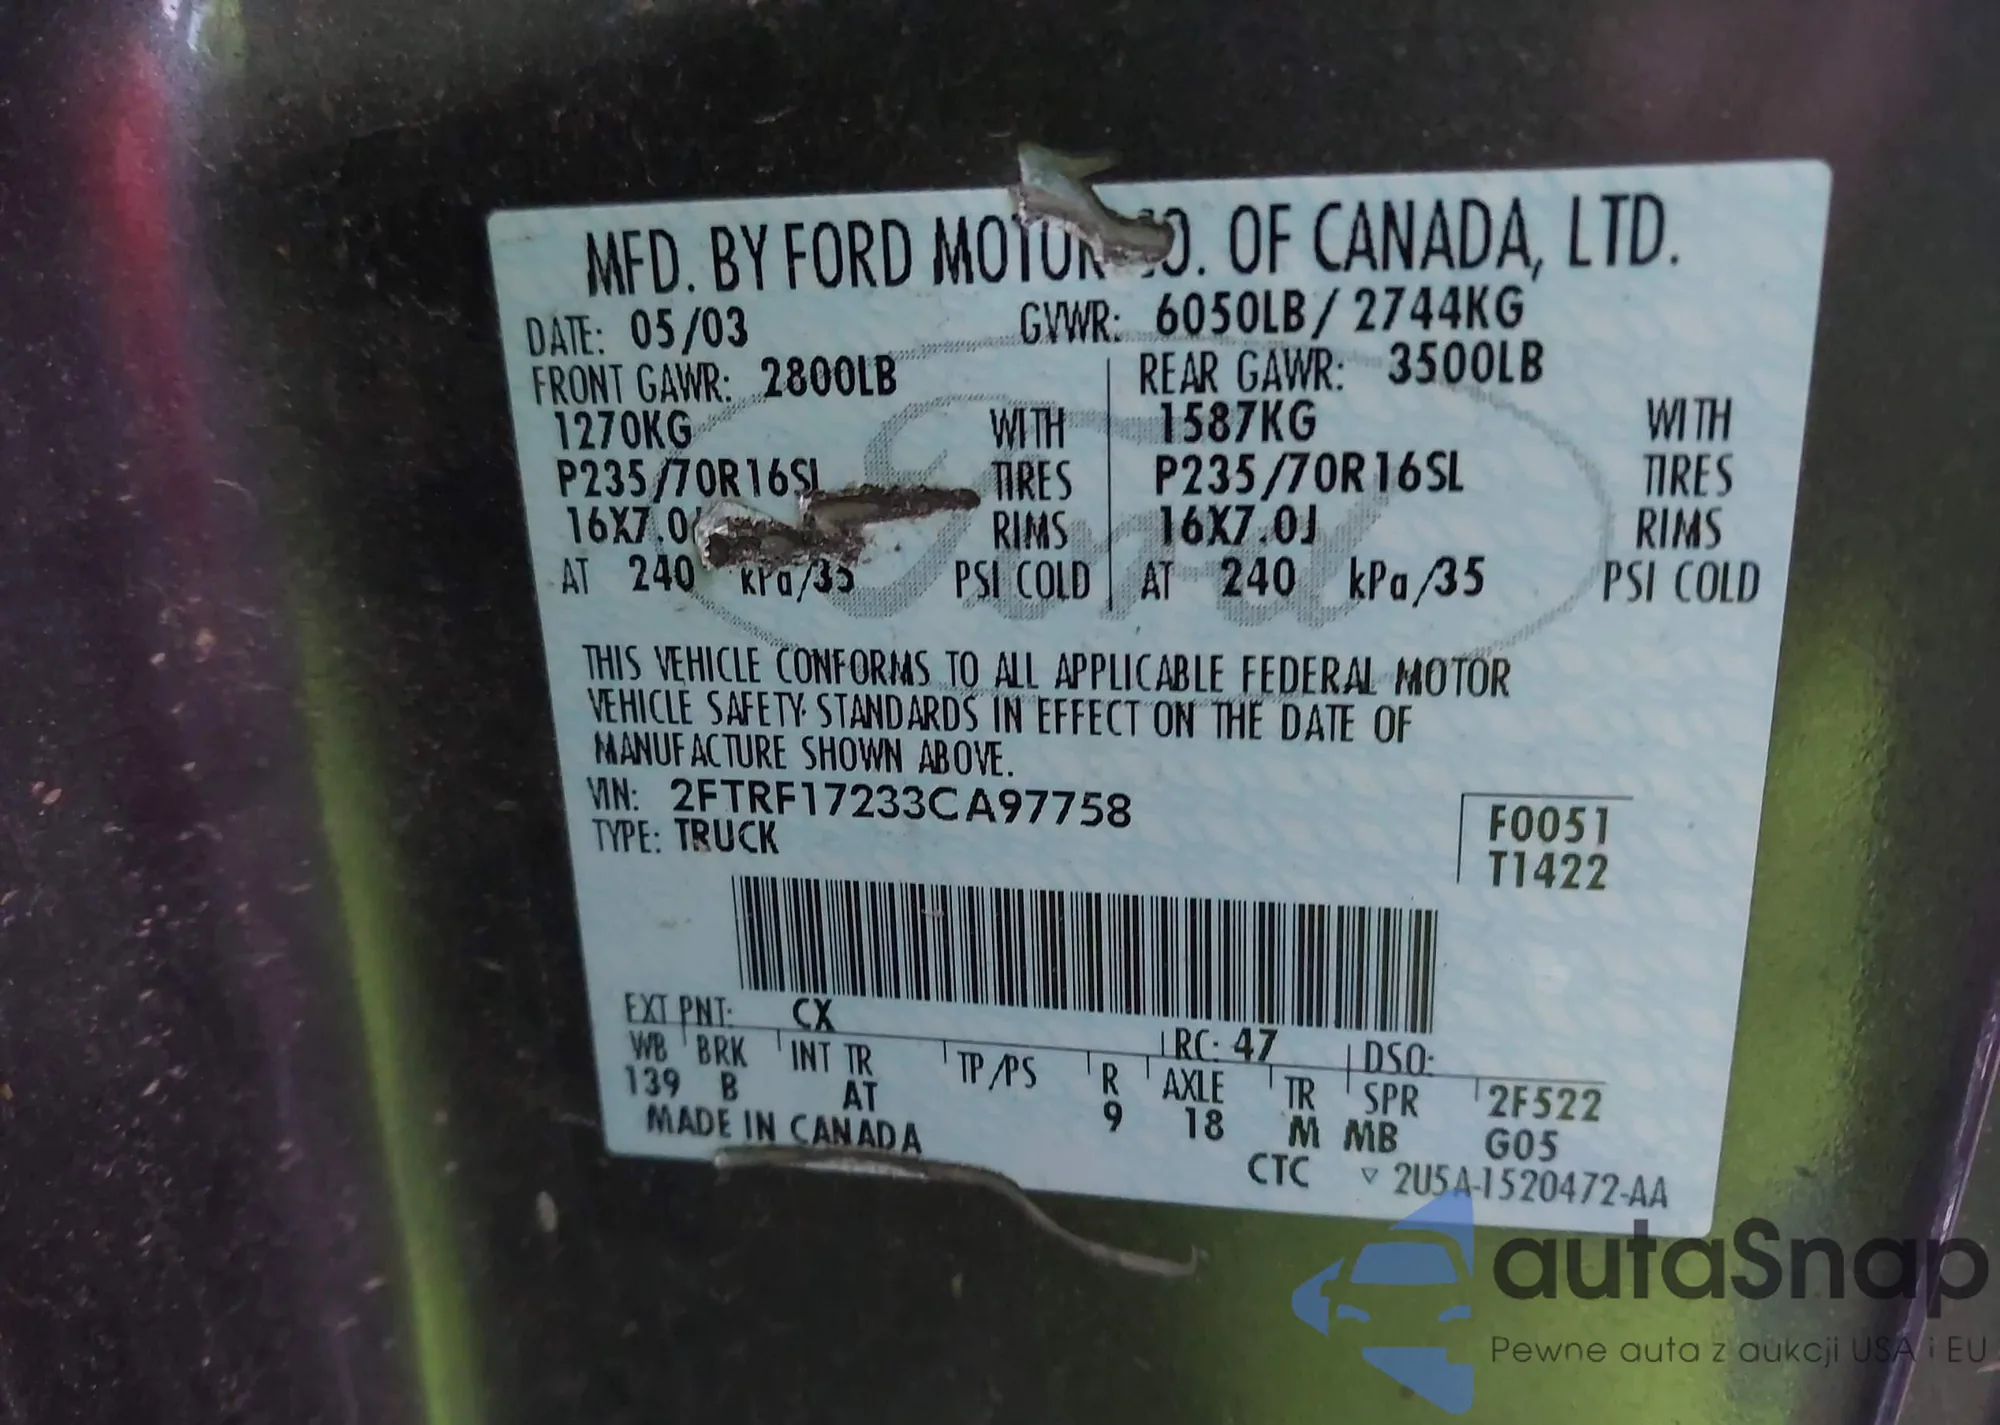 MFD. BY FORD MOTOR CO. OF CANADA, LTD.
DATE: 05/03 GVWR: 6050LB / 2744KG
FRONT GAWR: 2800LB REAR GAWR: 3500LB
1270KG WITH 1587KG WITH
P235/70R16SL TIRES P235/70R16SL TIRES
16X7.0J RIMS 16X7.0J RIMS
AT 240 kPa/35 PSI COLD AT 240 kPa/35 PSI COLD
Ford
THIS VEHICLE CONFORMS TO ALL APPLICABLE FEDERAL MOTOR
VEHICLE SAFETY STANDARDS IN EFFECT ON THE DATE OF
MANUFACTURE SHOWN ABOVE.
VIN: 2FTRF17233CA97758 F0051
TYPE: TRUCK T1422
EXT PNT: CX RC: 47 DSO:
WB BRK INT TR TP/PS R AXLE TR SPR 2F522
139 B AT 9 18 M MB G05
MADE IN CANADA CTC ▽ 2U5A-1520472-AA
autaSnap
Pewne auta z aukcji USA i EU